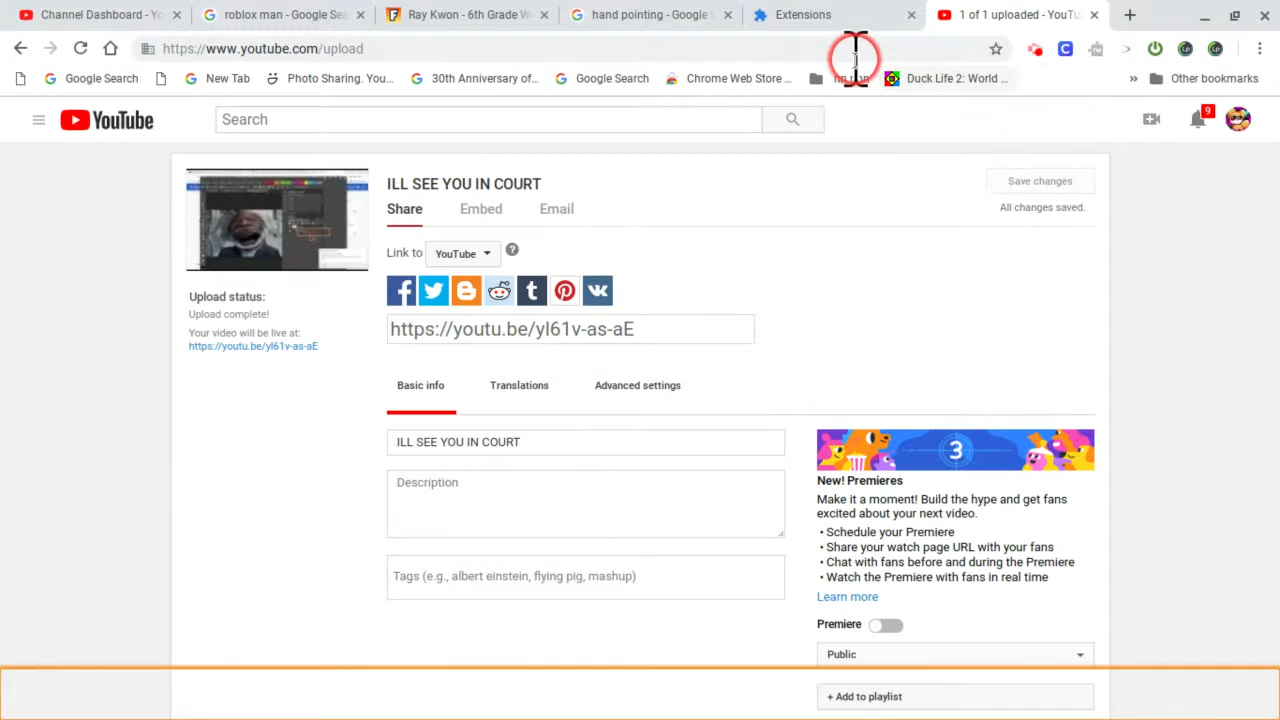 Channel Dashboard - Yo
roblox man - Google Sea
Ray Kwon - 6th Grade W
hand pointing - Google S
Extensions
1 of 1 uploaded - YouTu
https://www.youtube.com/upload
Google Search
New Tab
Photo Sharing. You...
30th Anniversary of...
Google Search
Chrome Web Store ...
Duck Life 2: World ...
Other bookmarks
YouTube
Search
9
ILL SEE YOU IN COURT
Save changes
Share Embed Email
All changes saved.
Link to YouTube
https://youtu.be/yl61v-as-aE
Upload status:
Upload complete!
Your video will be live at:
https://youtu.be/yl61v-as-aE
Basic info Translations Advanced settings
ILL SEE YOU IN COURT
Description
Tags (e.g., albert einstein, flying pig, mashup)
3
New! Premieres
Make it a moment! Build the hype and get fans
excited about your next video.
• Schedule your Premiere
• Share your watch page URL with your fans
• Chat with fans before and during the Premiere
• Watch the Premiere with fans in real time
Learn more
Premiere
Public
+ Add to playlist